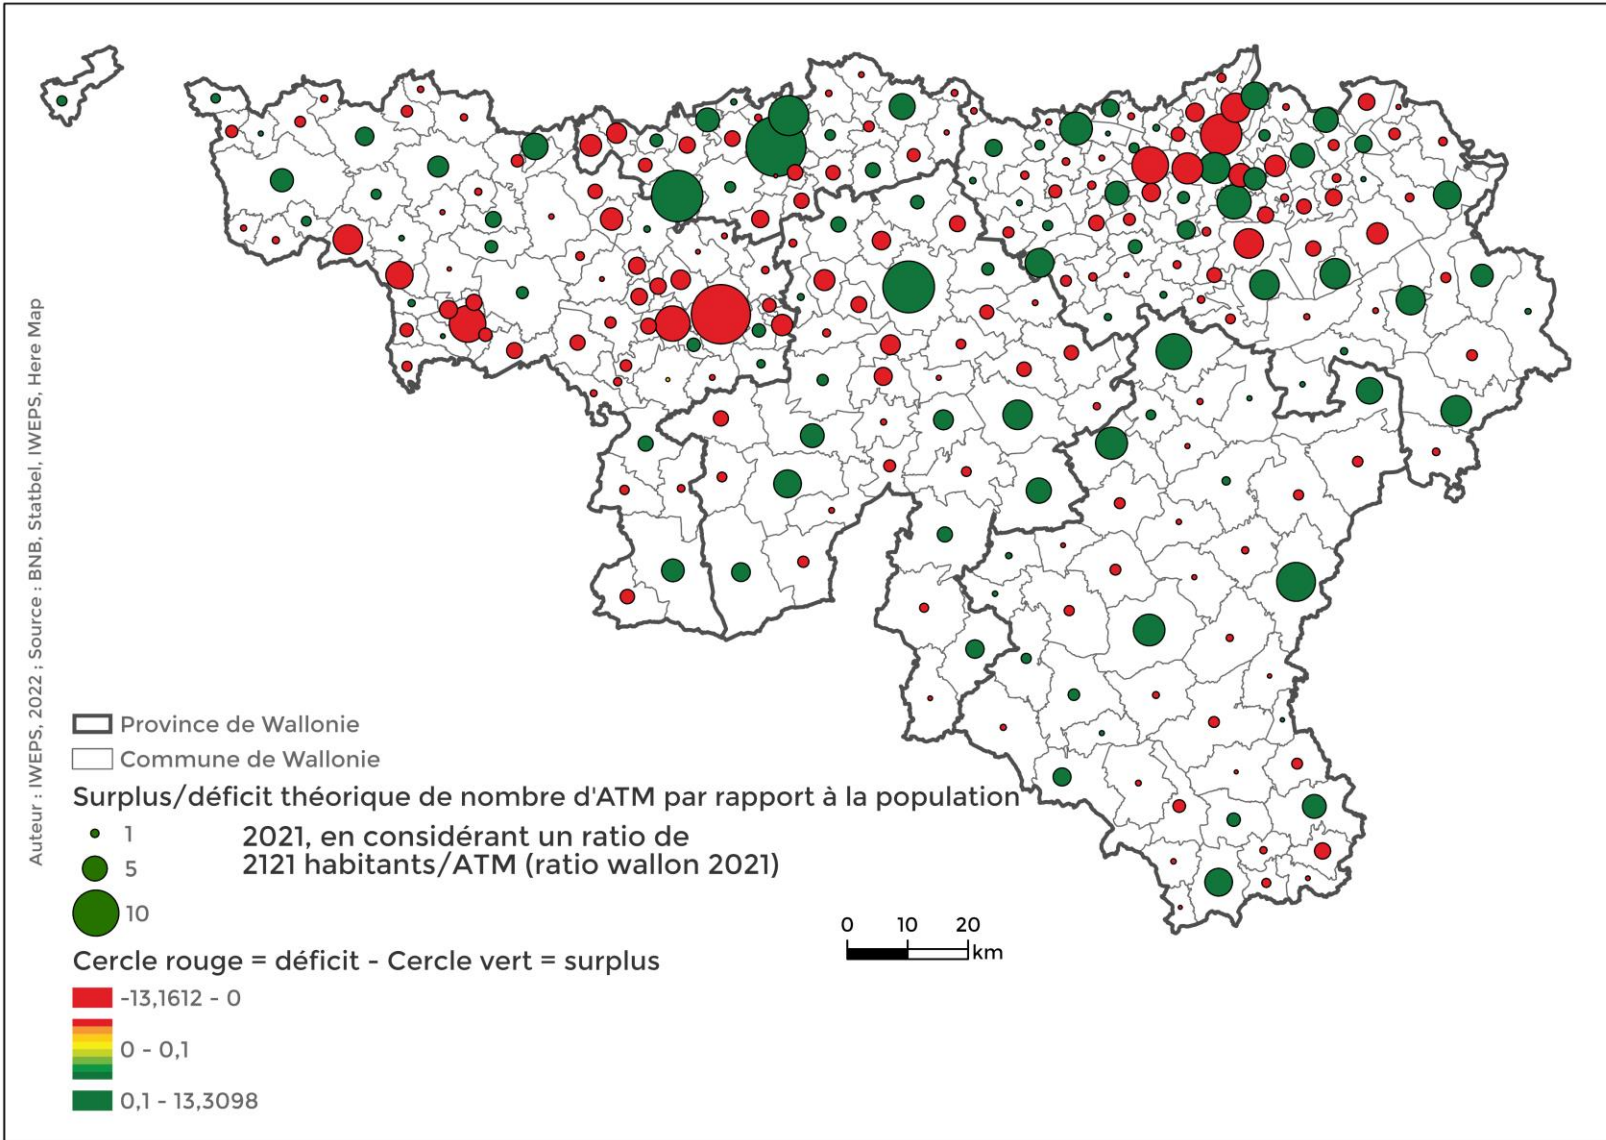 Auteur : IWEPS, 2022 ; Source : BNB, Statbel, IWEPS, Here Map
Province de Wallonie
Commune de Wallonie
Surplus/déficit théorique de nombre d'ATM par rapport à la population
2021, en considérant un ratio de
2121 habitants/ATM (ratio wallon 2021)
1
5
10
0 10 20
km
Cercle rouge = déficit - Cercle vert = surplus
-13,1612 - 0
0 - 0,1
0,1 - 13,3098